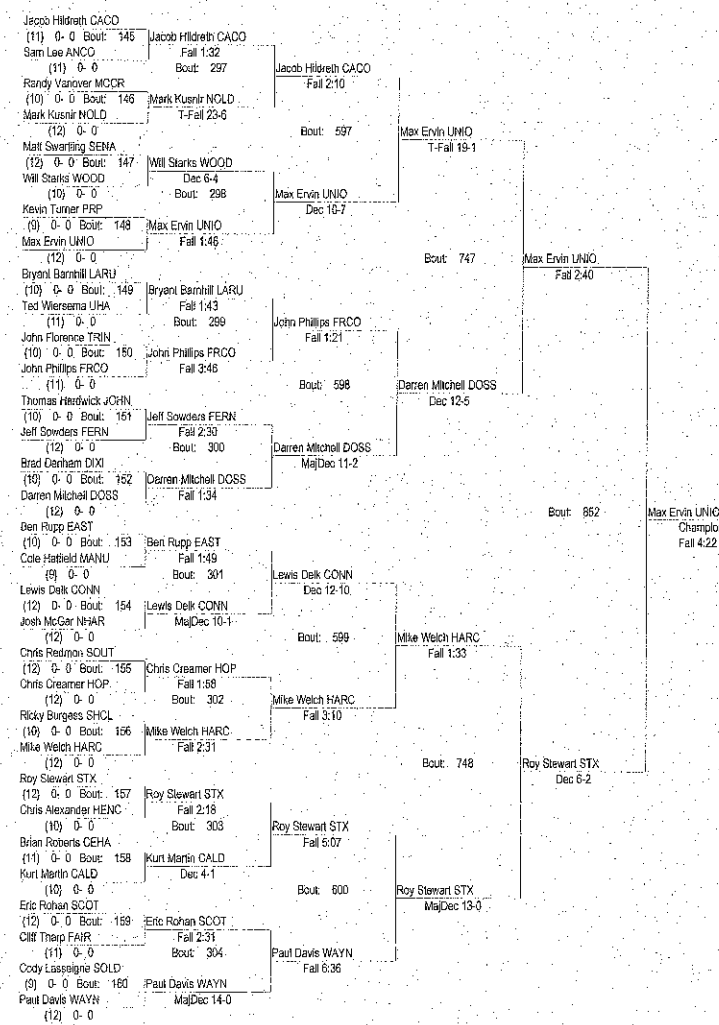 Jacob Hildreth CACO
(11) 0- 0 Bout: 145 Jacob Hildreth CACO
Sam Lee ANCO Fall 1:32
(11) 0- 0 Bout: 297 Jacob Hildreth CACO
Randy Vanover MCCR Fall 2:10
(10) 0- 0 Bout: 146 Mark Kusnir NOLD
Mark Kusnir NOLD T-Fall 23-6
(12) 0- 0 Bout: 597 Max Ervin UNIO
Matt Swartling SENA T-Fall 19-1
(12) 0- 0 Bout: 147 Will Starks WOOD
Will Starks WOOD Dec 6-4
(10) 0- 0 Bout: 298 Max Ervin UNIO
Kevin Turner PRP Dec 10-7
(9) 0- 0 Bout: 148 Max Ervin UNIO
Max Ervin UNIO Fall 1:46
(12) 0- 0 Bout: 747 Max Ervin UNIO
Bryant Barnhill LARU Fall 2:40
(10) 0- 0 Bout: 149 Bryant Barnhill LARU
Ted Wiersema UHA Fall 1:43
(11) 0- 0 Bout: 299 John Phillips FRCO
John Florence TRIN Fall 1:21
(10) 0- 0 Bout: 150 John Phillips FRCO
John Phillips FRCO Fall 3:46
(11) 0- 0 Bout: 598 Darren Mitchell DOSS
Thomas Hardwick JOHN Dec 12-5
(10) 0- 0 Bout: 151 Jeff Sowders FERN
Jeff Sowders FERN Fall 2:30
(12) 0- 0 Bout: 300 Darren Mitchell DOSS
Brad Denham DIXI MajDec 11-2
(10) 0- 0 Bout: 152 Darren Mitchell DOSS
Darren Mitchell DOSS Fall 1:34
(12) 0- 0 Bout: 852 Max Ervin UNIO
Ben Rupp EAST Champio
(10) 0- 0 Bout: 153 Ben Rupp EAST Fall 4:22
Cole Hatfield MANU Fall 1:49
(9) 0- 0 Bout: 301 Lewis Delk CONN
Lewis Delk CONN Dec 12-10
(12) 0- 0 Bout: 154 Lewis Delk CONN
Josh McGar NHAR MajDec 10-1
(12) 0- 0 Bout: 599 Mike Welch HARC
Chris Redmon SOUT Fall 1:33
(12) 0- 0 Bout: 155 Chris Creamer HOP
Chris Creamer HOP Fall 1:58
(12) 0- 0 Bout: 302 Mike Welch HARC
Ricky Burgess SHCL Fall 3:10
(10) 0- 0 Bout: 156 Mike Welch HARC
Mike Welch HARC Fall 2:31
(12) 0- 0 Bout: 748 Roy Stewart STX
Roy Stewart STX Dec 6-2
(12) 0- 0 Bout: 157 Roy Stewart STX
Chris Alexander HENC Fall 2:18
(10) 0- 0 Bout: 303 Roy Stewart STX
Brian Roberts CEHA Fall 5:07
(11) 0- 0 Bout: 158 Kurt Martin CALD
Kurt Martin CALD Dec 4-1
(10) 0- 0 Bout: 600 Roy Stewart STX
Eric Rohan SCOT MajDec 13-0
(12) 0- 0 Bout: 159 Eric Rohan SCOT
Cliff Tharp FAIR Fall 2:31
(11) 0- 0 Bout: 304 Paul Davis WAYN
Cody Lasseigne SOLD Fall 6:36
(9) 0- 0 Bout: 160 Paul Davis WAYN
Paul Davis WAYN MajDec 14-0
(12) 0- 0